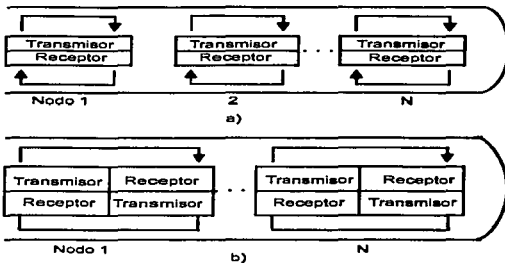 Transmisor Transmisor Transmisor
Receptor Receptor Receptor
Nodo 1 2 N
a)
Transmisor Receptor Transmisor Receptor
Receptor Transmisor Receptor Transmisor
Nodo 1 N
b)